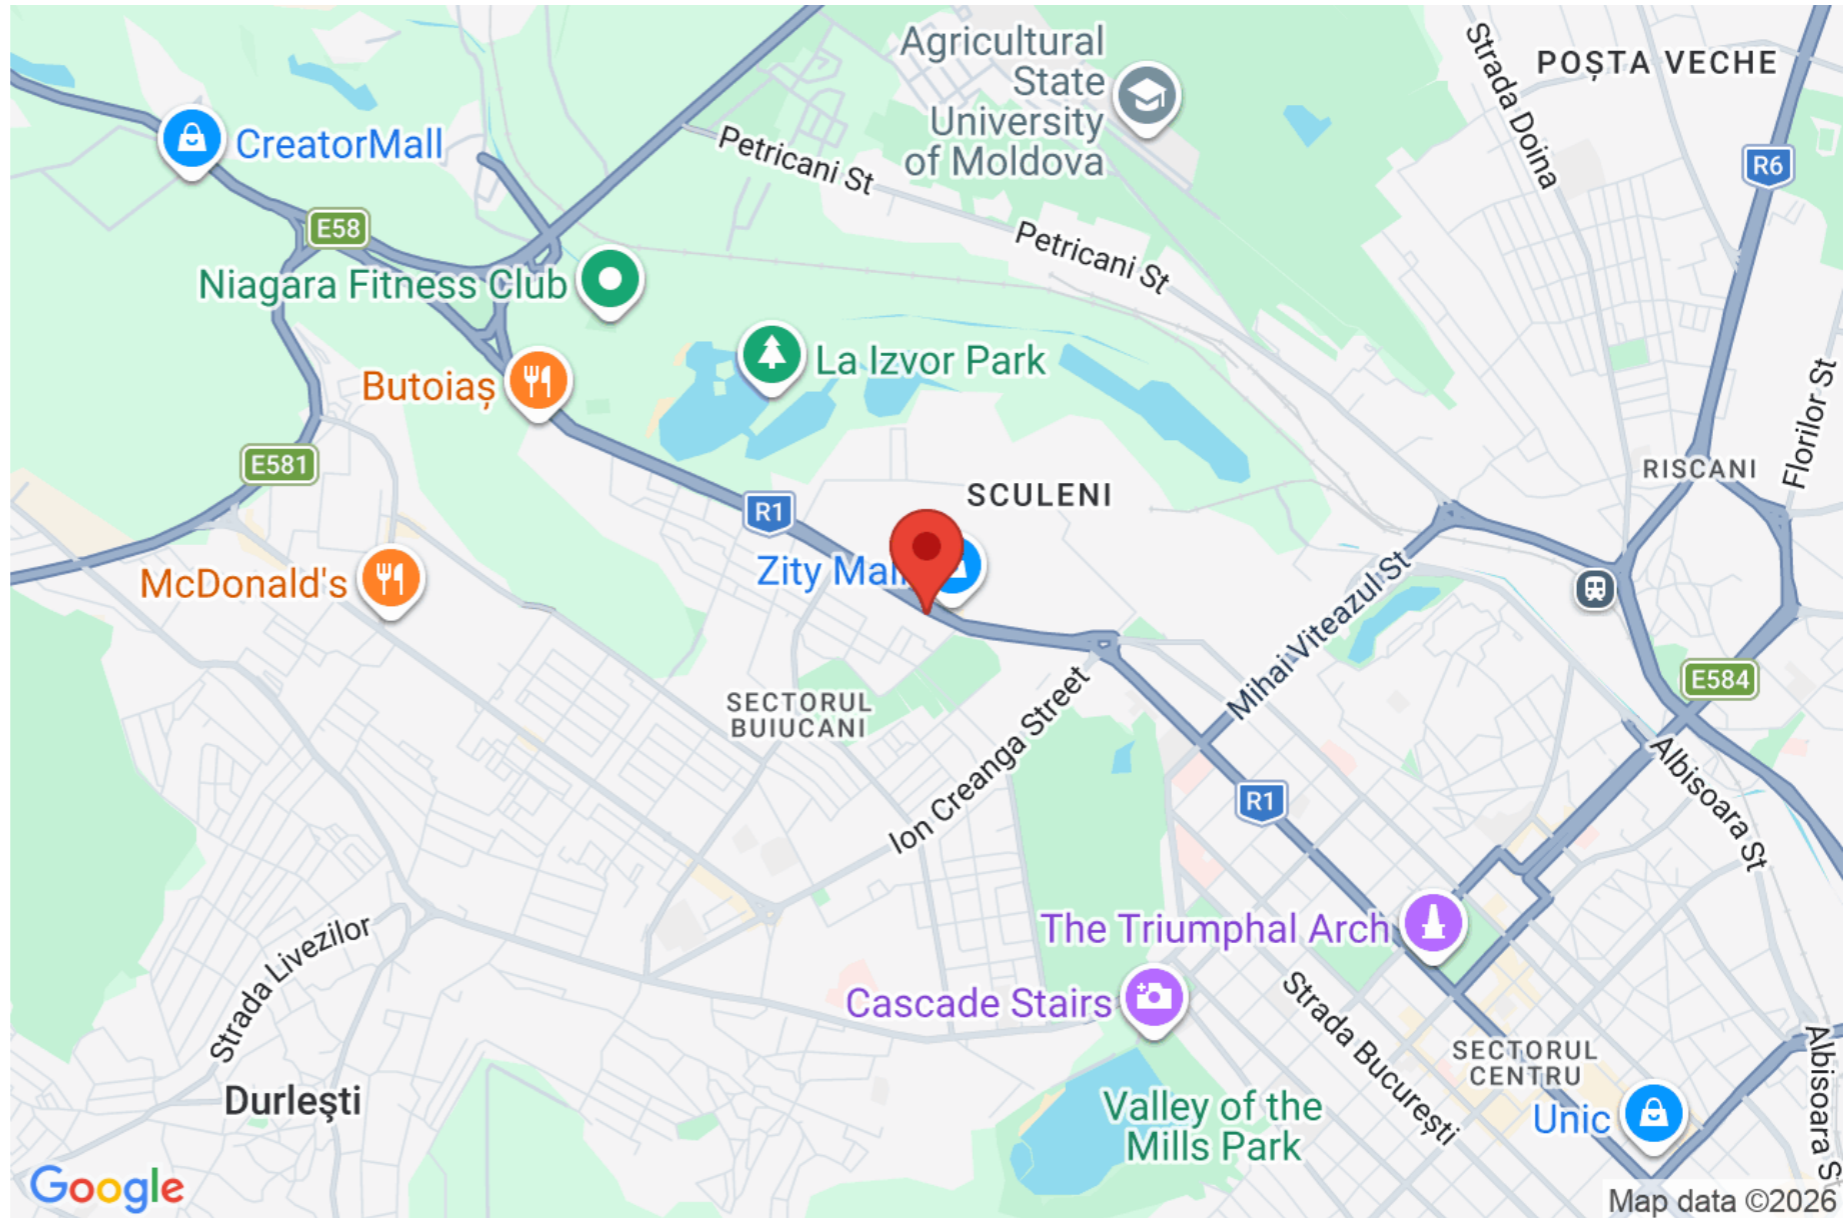 Agricultural
State
University
of Moldova
POȘTA VECHE
Strada Doina
CreatorMall
Petricani St
R6
E58
Petricani St
Niagara Fitness Club
La Izvor Park
Butoiaș
Florilor St
E581
RISCANI
SCULENI
R1
Zity Mall
McDonald's
Mihai Viteazul St
E584
SECTORUL
BUIUCANI
Ion Creanga Street
Albisoara St
R1
The Triumphal Arch
Strada Livezilor
Cascade Stairs
Strada București
SECTORUL
CENTRU
Albisoara S
Durleşti
Valley of the
Mills Park
Unic
Google
Map data ©2026